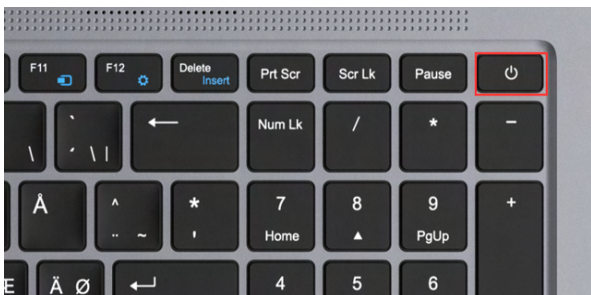 F11 F12 Delete Prt Scr Scr Lk Pause
Insert
\ ` Num Lk / * -
´ \ |
Å ^ * 7 8 9 +
¨ ~ ' Home PgUp
Æ Ä Ø 4 5 6